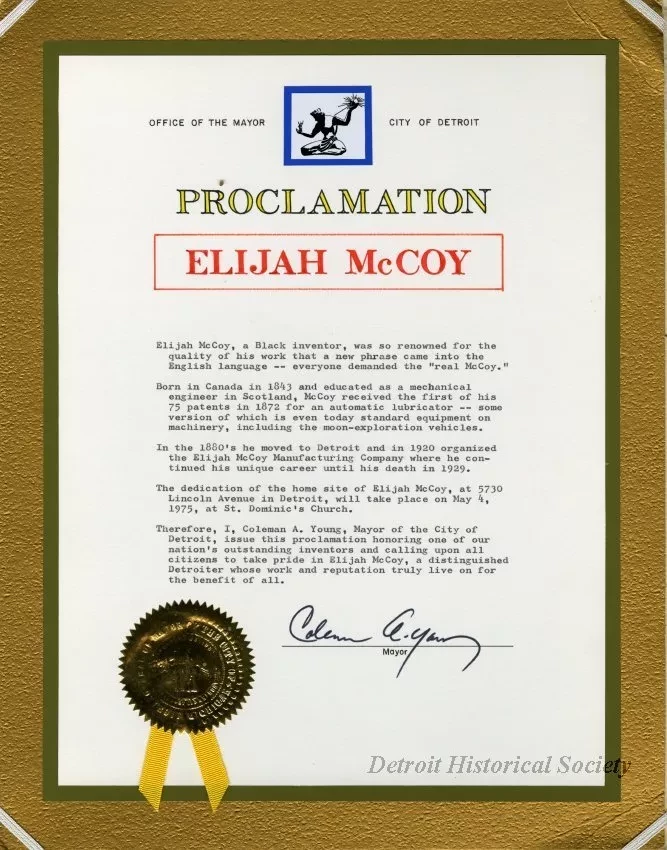 OFFICE OF THE MAYOR CITY OF DETROIT
PROCLAMATION
ELIJAH McCOY
Elijah McCoy, a Black inventor, was so renowned for the
quality of his work that a new phrase came into the
English language -- everyone demanded the "real McCoy."
Born in Canada in 1843 and educated as a mechanical
engineer in Scotland, McCoy received the first of his
75 patents in 1872 for an automatic lubricator -- some
version of which is even today standard equipment on
machinery, including the moon-exploration vehicles.
In the 1880's he moved to Detroit and in 1920 organized
the Elijah McCoy Manufacturing Company where he con-
tinued his unique career until his death in 1929.
The dedication of the home site of Elijah McCoy, at 5730
Lincoln Avenue in Detroit, will take place on May 4,
1975, at St. Dominic's Church.
Therefore, I, Coleman A. Young, Mayor of the City of
Detroit, issue this proclamation honoring one of our
nation's outstanding inventors and calling upon all
citizens to take pride in Elijah McCoy, a distinguished
Detroiter whose work and reputation truly live on for
the benefit of all.
Coleman A. Young
Mayor
Detroit Historical Society